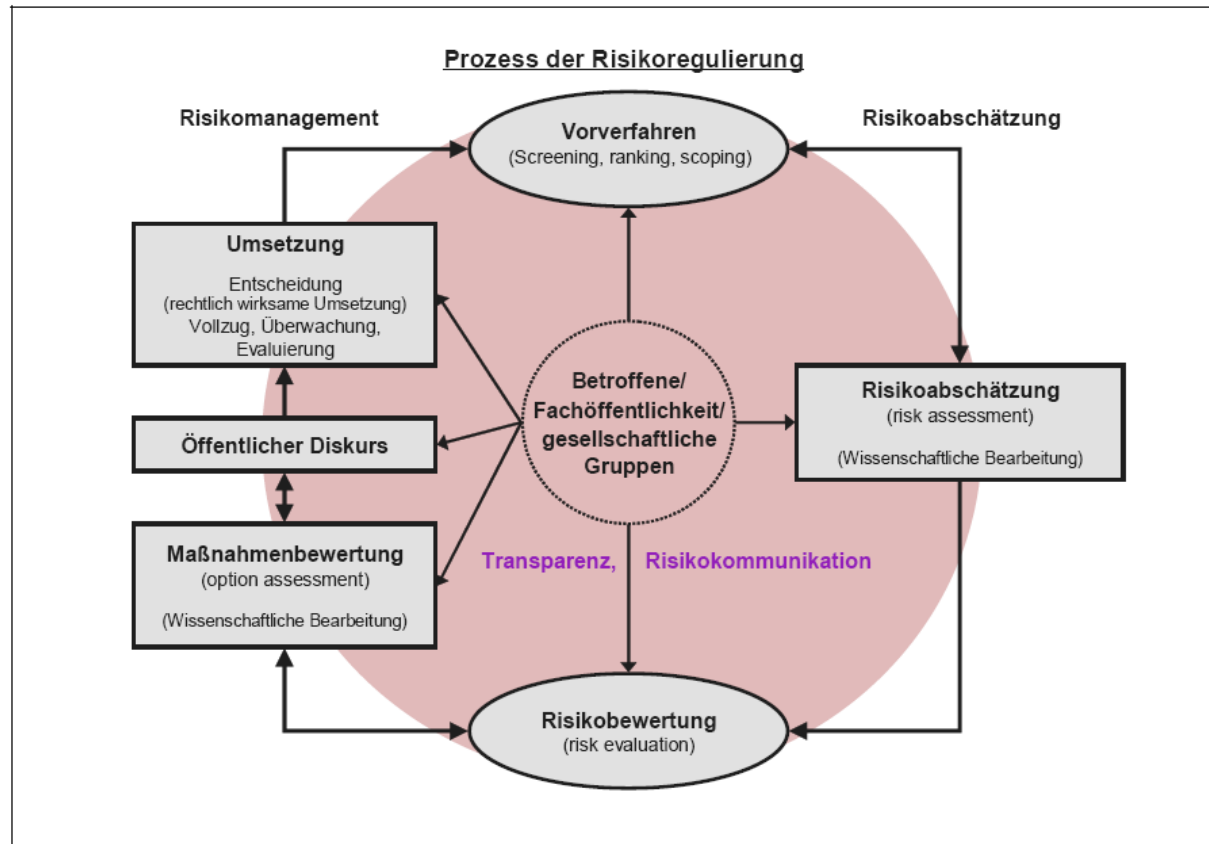 Prozess der Risikoregulierung
Risikomanagement
Risikoabschätzung
Vorverfahren
(Screening, ranking, scoping)
Umsetzung
Entscheidung
(rechtlich wirksame Umsetzung)
Vollzug, Überwachung,
Evaluierung
Betroffene/
Fachöffentlichkeit/
gesellschaftliche
Gruppen
Risikoabschätzung
(risk assessment)
(Wissenschaftliche Bearbeitung)
Öffentlicher Diskurs
Maßnahmenbewertung
(option assessment)
(Wissenschaftliche Bearbeitung)
Transparenz, Risikokommunikation
Risikobewertung
(risk evaluation)